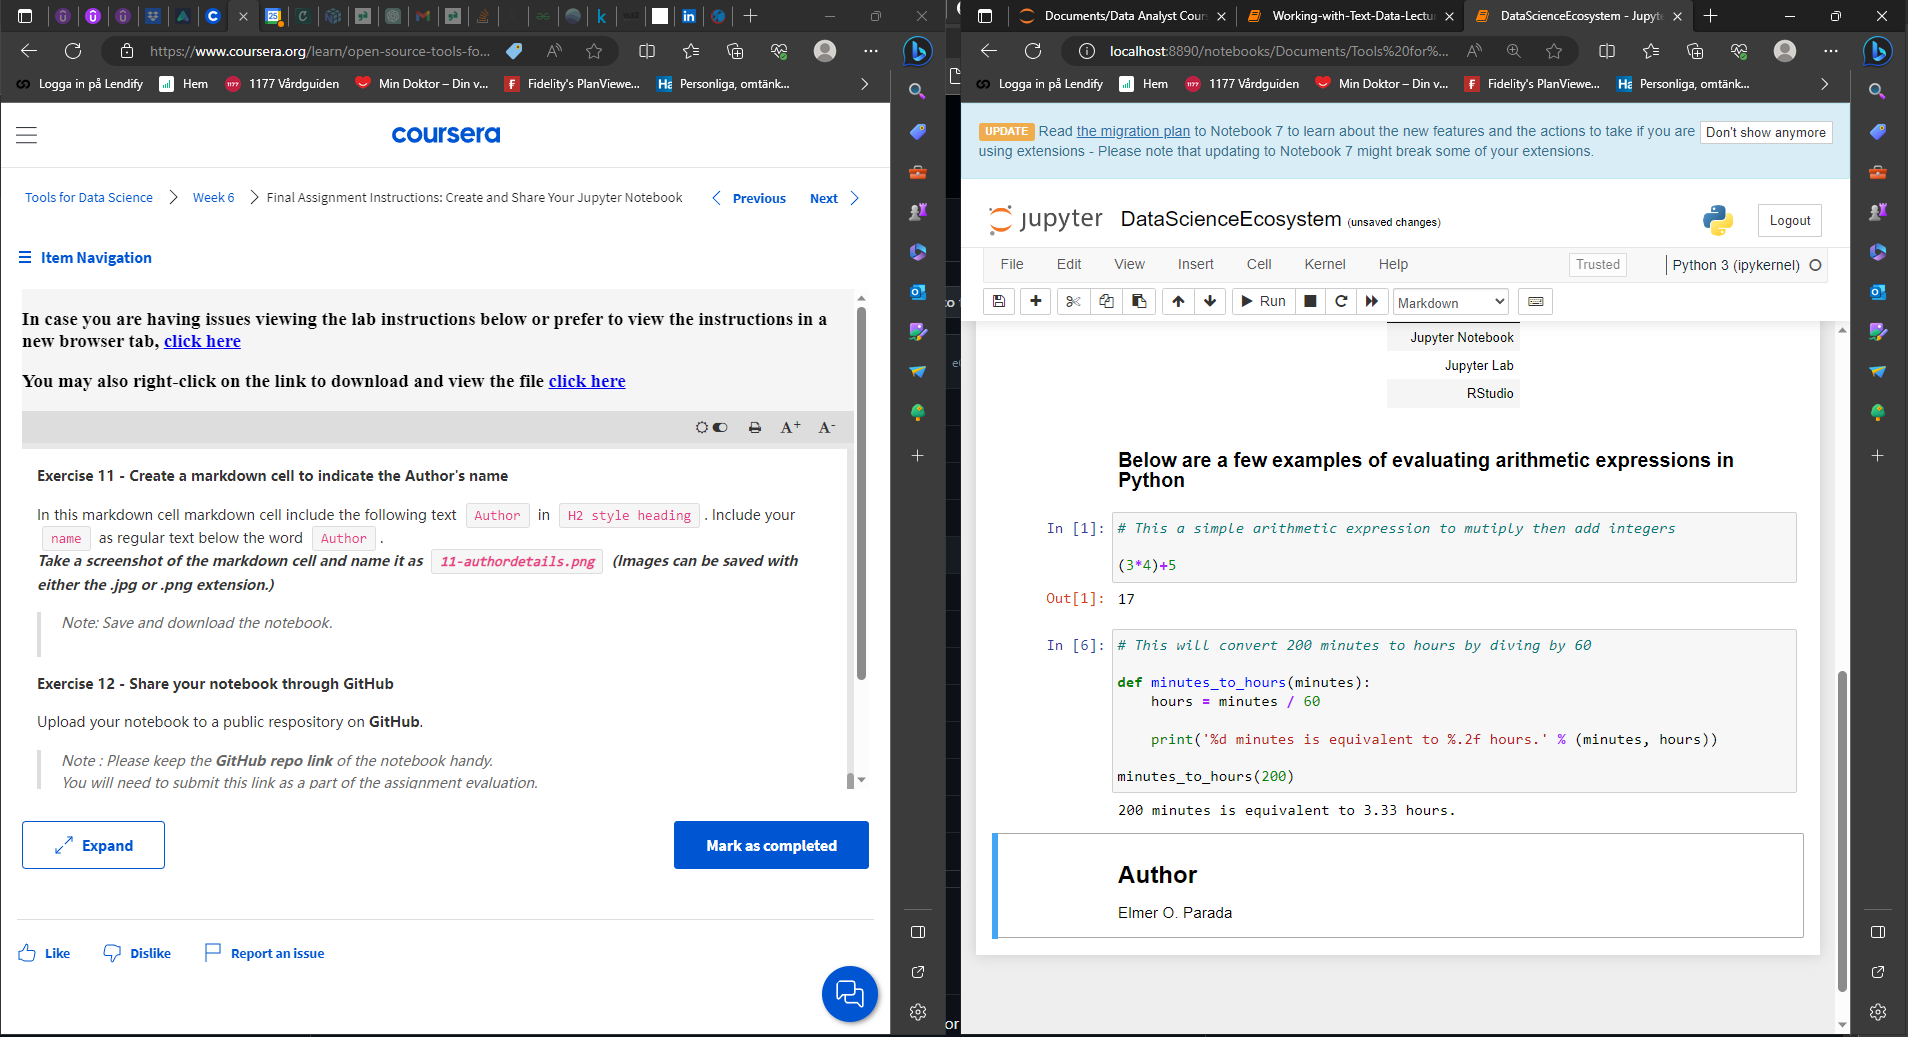 https://www.coursera.org/learn/open-source-tools-fo...
Logga in på Lendify
Hem
1177 Vårdguiden
Min Doktor – Din v...
Fidelity's PlanViewe...
Personliga, omtänk...
coursera
Tools for Data Science
Week 6
Final Assignment Instructions: Create and Share Your Jupyter Notebook
Previous
Next
Item Navigation
In case you are having issues viewing the lab instructions below or prefer to view the instructions in a
new browser tab, click here
You may also right-click on the link to download and view the file click here
A+
A-
Exercise 11 - Create a markdown cell to indicate the Author's name
In this markdown cell markdown cell include the following text Author in H2 style heading . Include your
name as regular text below the word Author .
Take a screenshot of the markdown cell and name it as 11-authordetails.png (Images can be saved with
either the .jpg or .png extension.)
Note: Save and download the notebook.
Exercise 12 - Share your notebook through GitHub
Upload your notebook to a public respository on GitHub.
Note : Please keep the GitHub repo link of the notebook handy.
You will need to submit this link as a part of the assignment evaluation.
Expand
Mark as completed
Like
Dislike
Report an issue
Documents/Data Analyst Cour
Working-with-Text-Data-Lectu
DataScienceEcosystem - Jupyte
localhost:8890/notebooks/Documents/Tools%20for%...
Logga in på Lendify
Hem
1177 Vårdguiden
Min Doktor – Din v...
Fidelity's PlanViewe...
Personliga, omtänk...
UPDATE Read the migration plan to Notebook 7 to learn about the new features and the actions to take if you are
using extensions - Please note that updating to Notebook 7 might break some of your extensions.
Don't show anymore
jupyter DataScienceEcosystem (unsaved changes)
Logout
File
Edit
View
Insert
Cell
Kernel
Help
Trusted
Python 3 (ipykernel)
Run
Markdown
Jupyter Notebook
Jupyter Lab
RStudio
Below are a few examples of evaluating arithmetic expressions in
Python
In [1]: # This a simple arithmetic expression to mutiply then add integers
(3*4)+5
Out[1]: 17
In [6]: # This will convert 200 minutes to hours by diving by 60
def minutes_to_hours(minutes):
hours = minutes / 60
print('%d minutes is equivalent to %.2f hours.' % (minutes, hours))
minutes_to_hours(200)
200 minutes is equivalent to 3.33 hours.
Author
Elmer O. Parada